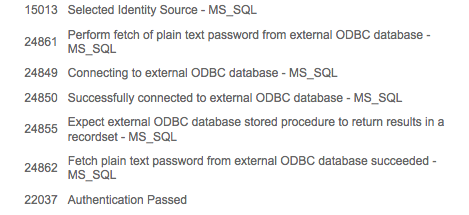 15013 Selected Identity Source - MS_SQL
24861 Perform fetch of plain text password from external ODBC database -
MS_SQL
24849 Connecting to external ODBC database - MS_SQL
24850 Successfully connected to external ODBC database - MS_SQL
24855 Expect external ODBC database stored procedure to return results in a
recordset - MS_SQL
24862 Fetch plain text password from external ODBC database succeeded -
MS_SQL
22037 Authentication Passed